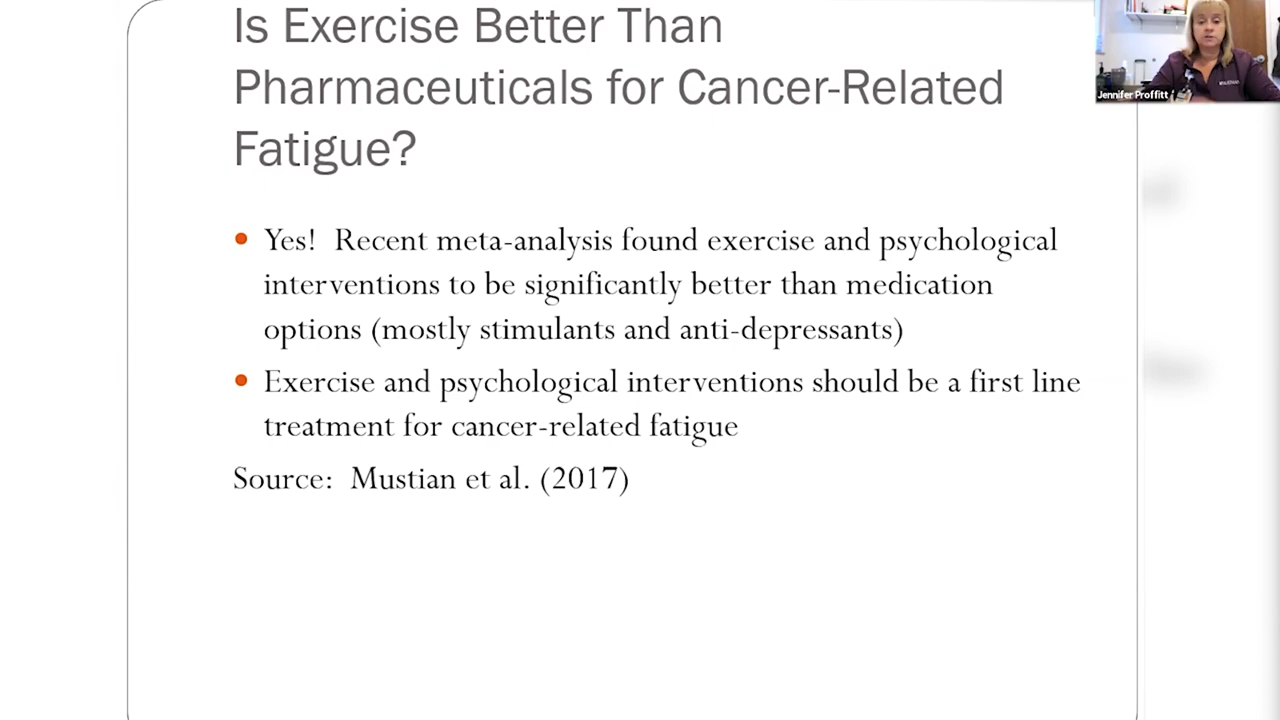 Is Exercise Better Than
Pharmaceuticals for Cancer-Related
Fatigue?
Jennifer Proffitt
• Yes!  Recent meta-analysis found exercise and psychological
interventions to be significantly better than medication
options (mostly stimulants and anti-depressants)
• Exercise and psychological interventions should be a first line
treatment for cancer-related fatigue
Source:  Mustian et al. (2017)